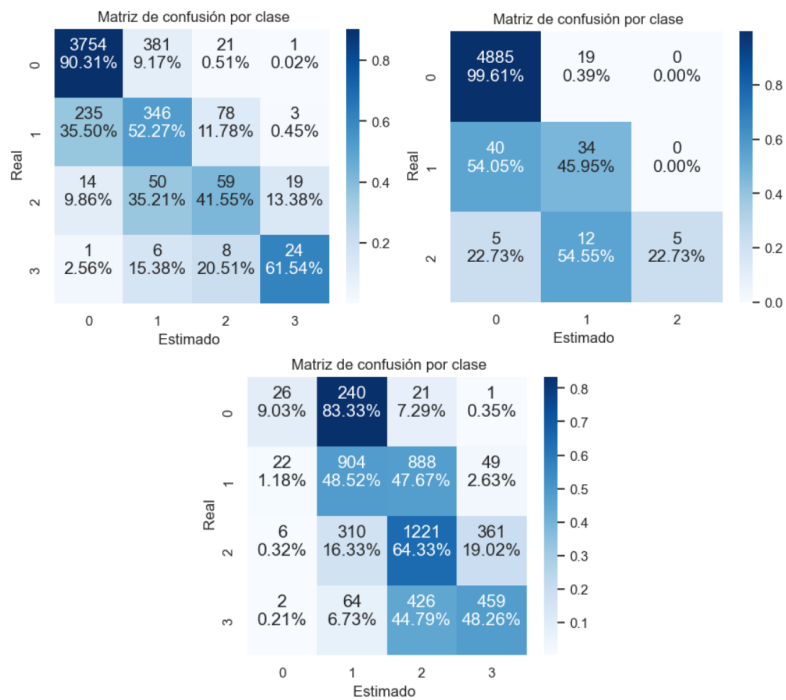 Matriz de confusión por clase
0 3754 381 21 1
90.31% 9.17% 0.51% 0.02%
0.8
1 235 346 78 3
35.50% 52.27% 11.78% 0.45%
0.6
Real
2 14 50 59 19
9.86% 35.21% 41.55% 13.38%
0.4
3 1 6 8 24
2.56% 15.38% 20.51% 61.54%
0.2
0 1 2 3
Estimado
Matriz de confusión por clase
0 4885 19 0
99.61% 0.39% 0.00%
0.8
0.6
Real
1 40 34 0
54.05% 45.95% 0.00%
0.4
2 5 12 5
22.73% 54.55% 22.73%
0.2
0.0
0 1 2
Estimado
Matriz de confusión por clase
0 26 240 21 1
9.03% 83.33% 7.29% 0.35%
0.8
0.7
1 22 904 888 49
1.18% 48.52% 47.67% 2.63%
0.6
0.5
Real
2 6 310 1221 361
0.32% 16.33% 64.33% 19.02%
0.4
0.3
3 2 64 426 459
0.21% 6.73% 44.79% 48.26%
0.2
0.1
0 1 2 3
Estimado